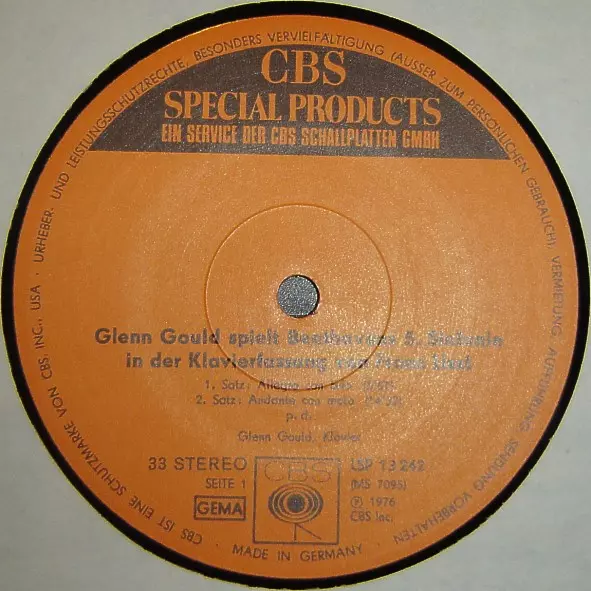 URHEBER- UND LEISTUNGSSCHUTZRECHTE, BESONDERS VERVIELFÄLTIGUNG (AUSSER ZUM PERSÖNLICHEN GEBRAUCH), VERMIETUNG, AUFFÜHRUNG, SENDUNG VORBEHALTEN
CBS
SPECIAL PRODUCTS
EIN SERVICE DER CBS SCHALLPLATTEN GMBH
Glenn Gould spielt Beethovens 5. Sinfonie
in der Klavierfassung von Franz Liszt
1. Satz: Allegro con brio
2. Satz: Andante con moto
p. d.
Glenn Gould, Klavier
33 STEREO
SEITE 1
GEMA
CBS
LSP 13 242
(MS 7095)
℗ 1976
CBS Inc.
CBS IST EINE SCHUTZMARKE VON CBS, INC., USA ·
· MADE IN GERMANY ·